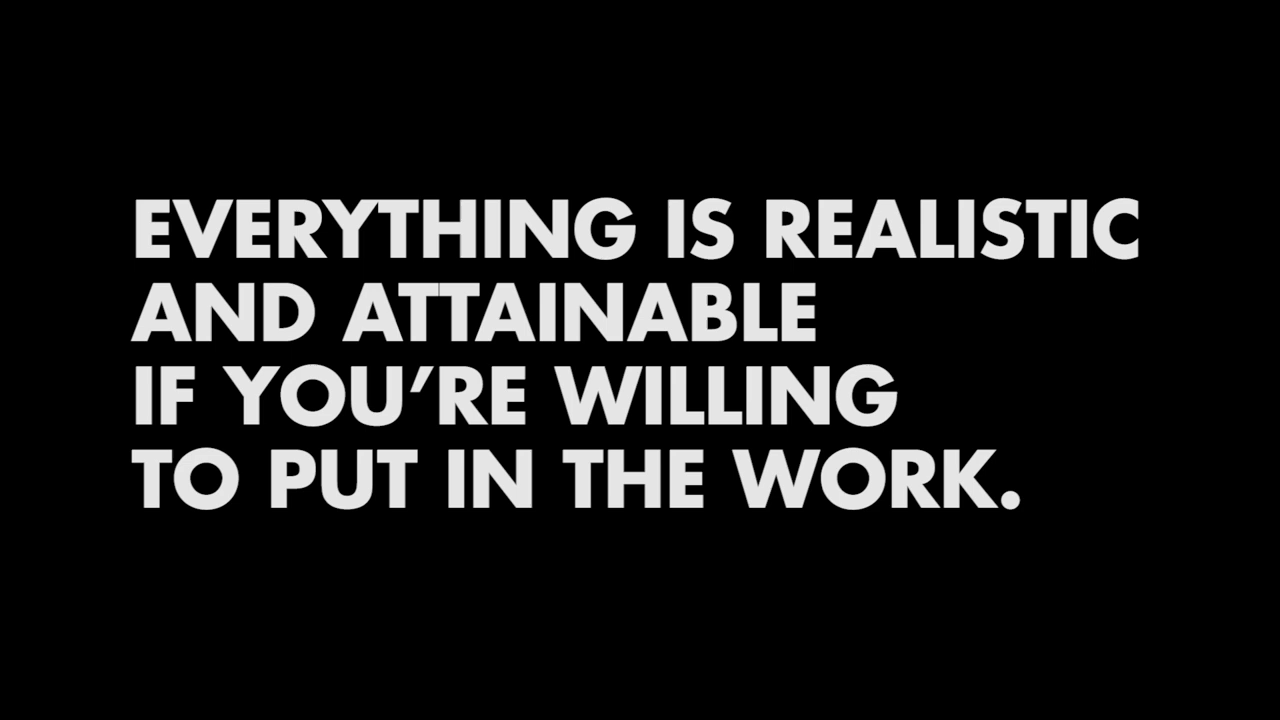 EVERYTHING IS REALISTIC
AND ATTAINABLE
IF YOU’RE WILLING
TO PUT IN THE WORK.